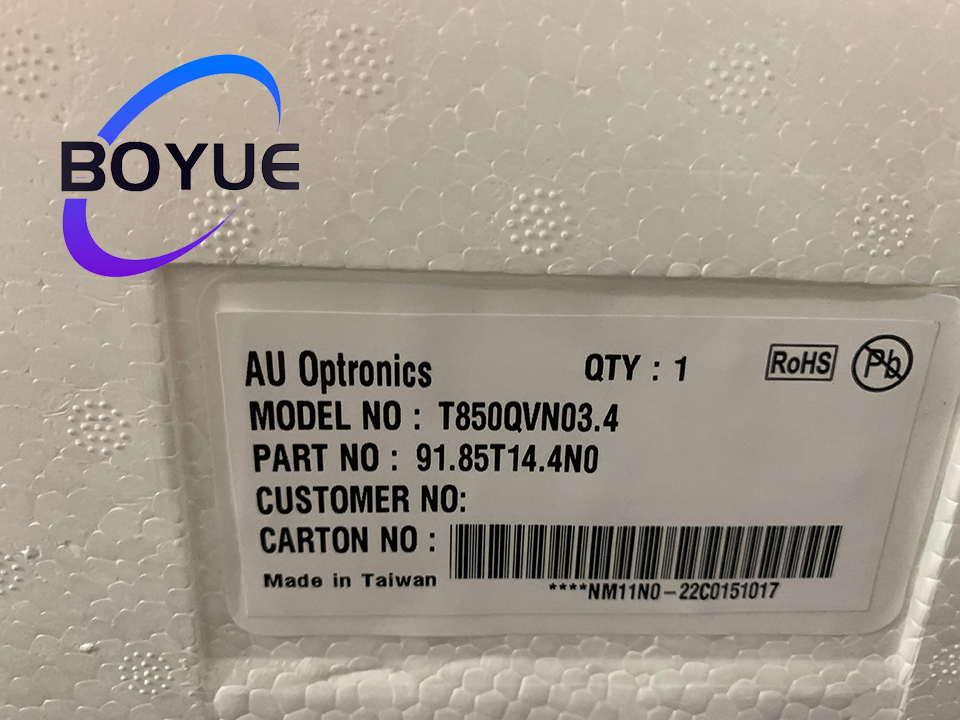 BOYUE
AU Optronics
QTY : 1
RoHS
Pb
MODEL NO : T850QVN03.4
PART NO : 91.85T14.4N0
CUSTOMER NO:
CARTON NO :
Made in Taiwan
****NM11N0-22C0151017